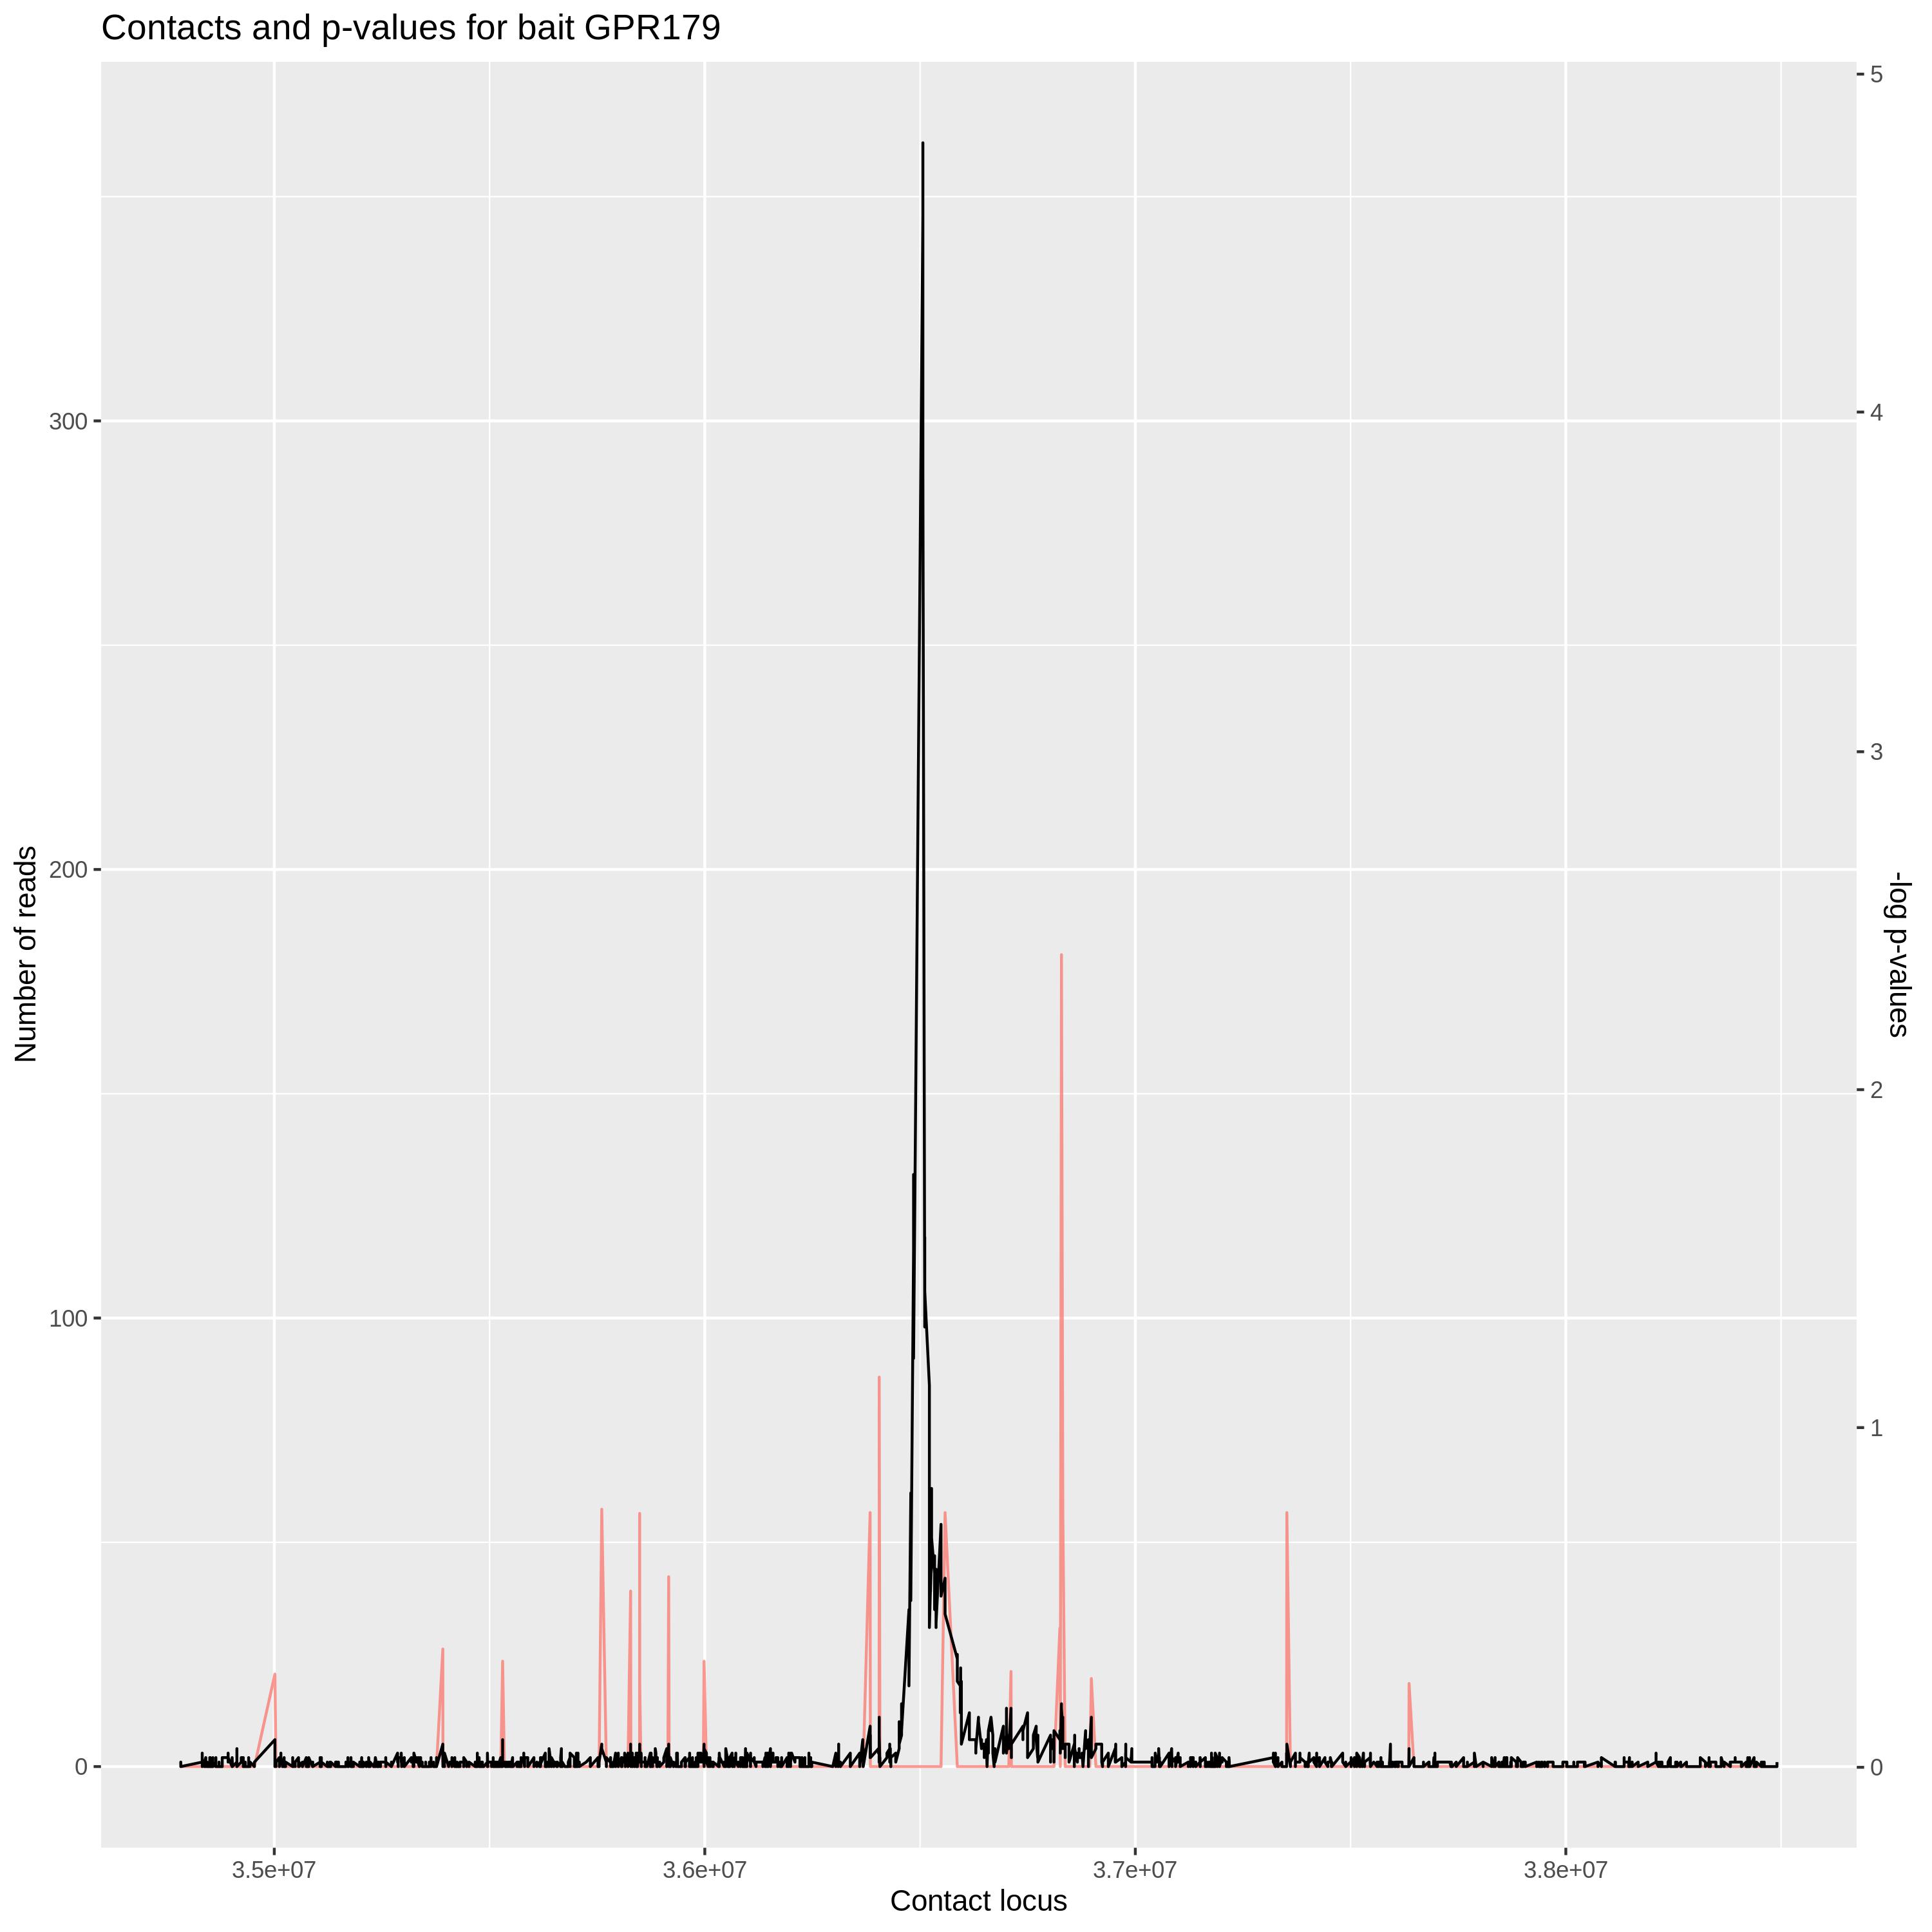 Contacts and p-values for bait GPR179
Number of reads
300
200
100
0
5
4
3
2
1
0
-log p-values
3.5e+07 3.6e+07 3.7e+07 3.8e+07
Contact locus